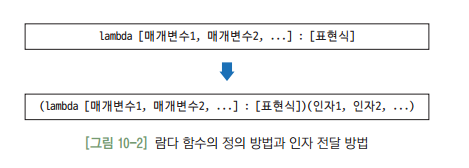 lambda [매개변수1, 매개변수2, ...] : [표현식]
(lambda [매개변수1, 매개변수2, ...] : [표현식])(인자1, 인자2, ...)
[그림 10-2] 람다 함수의 정의 방법과 인자 전달 방법